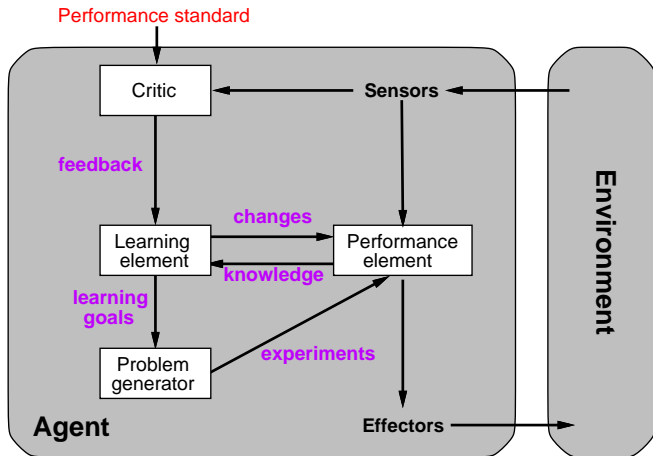 Performance standard
Critic
Sensors
feedback
changes
Learning
element
Performance
element
knowledge
learning
goals
Problem
generator
experiments
Agent
Effectors
Environment